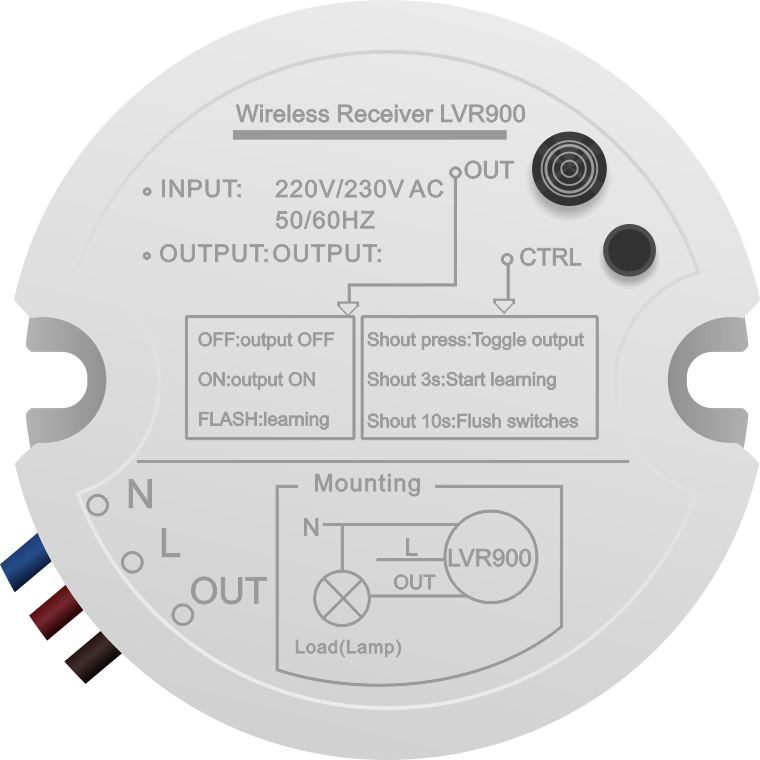 Wireless Receiver LVR900
OUT
INPUT: 220V/230V AC
50/60HZ
OUTPUT:OUTPUT:
CTRL
OFF:output OFF
ON:output ON
FLASH:learning
Shout press:Toggle output
Shout 3s:Start learning
Shout 10s:Flush switches
N
L
OUT
Mounting
N
L
LVR900
OUT
Load(Lamp)